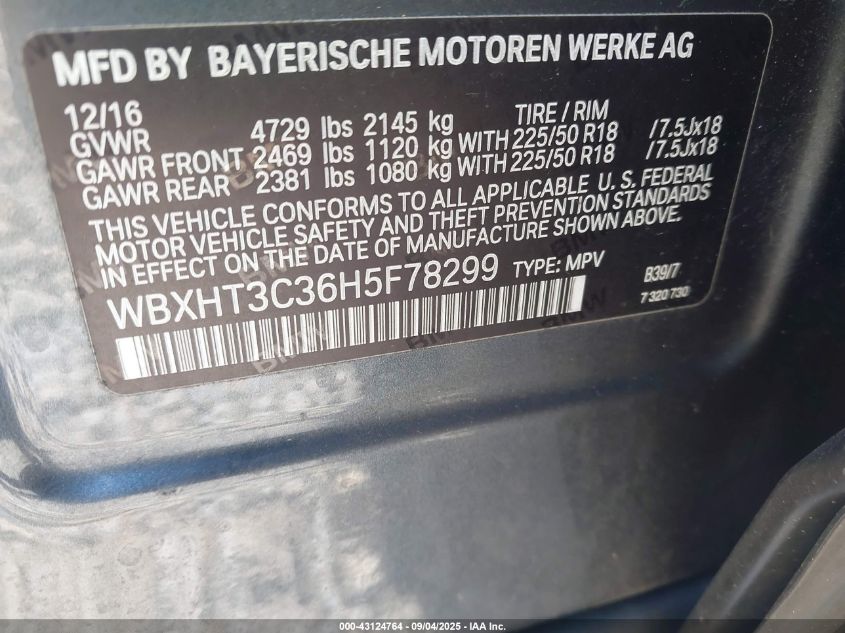 MFD BY BAYERISCHE MOTOREN WERKE AG
12/16 TIRE / RIM
GVWR 4729 lbs 2145 kg
GAWR FRONT 2469 lbs 1120 kg WITH 225/50 R18 /7.5Jx18
GAWR REAR 2381 lbs 1080 kg WITH 225/50 R18 /7.5Jx18
THIS VEHICLE CONFORMS TO ALL APPLICABLE U. S. FEDERAL
MOTOR VEHICLE SAFETY AND THEFT PREVENTION STANDARDS
IN EFFECT ON THE DATE OF MANUFACTURE SHOWN ABOVE.
WBXHT3C36H5F78299 TYPE: MPV B39/7
7 320 730
000-43124764 - 09/04/2025 - IAA Inc.